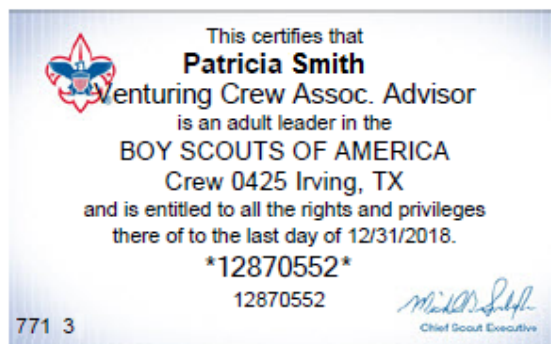 This certifies that
Patricia Smith
Venturing Crew Assoc. Advisor
is an adult leader in the
BOY SCOUTS OF AMERICA
Crew 0425 Irving, TX
and is entitled to all the rights and privileges
there of to the last day of 12/31/2018.
*12870552*
12870552
771 3
Chief Scout Executive